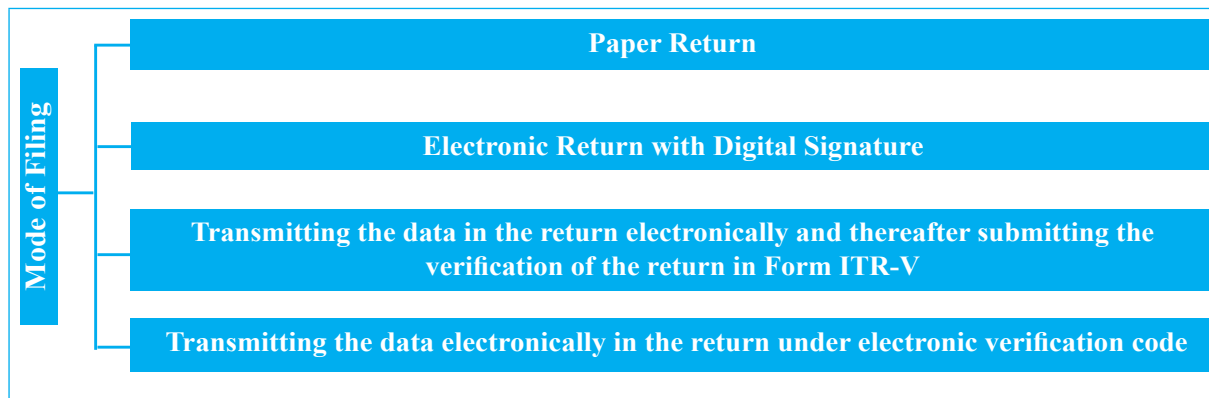 Mode of Filing
Paper Return
Electronic Return with Digital Signature
Transmitting the data in the return electronically and thereafter submitting the
verification of the return in Form ITR-V
Transmitting the data electronically in the return under electronic verification code